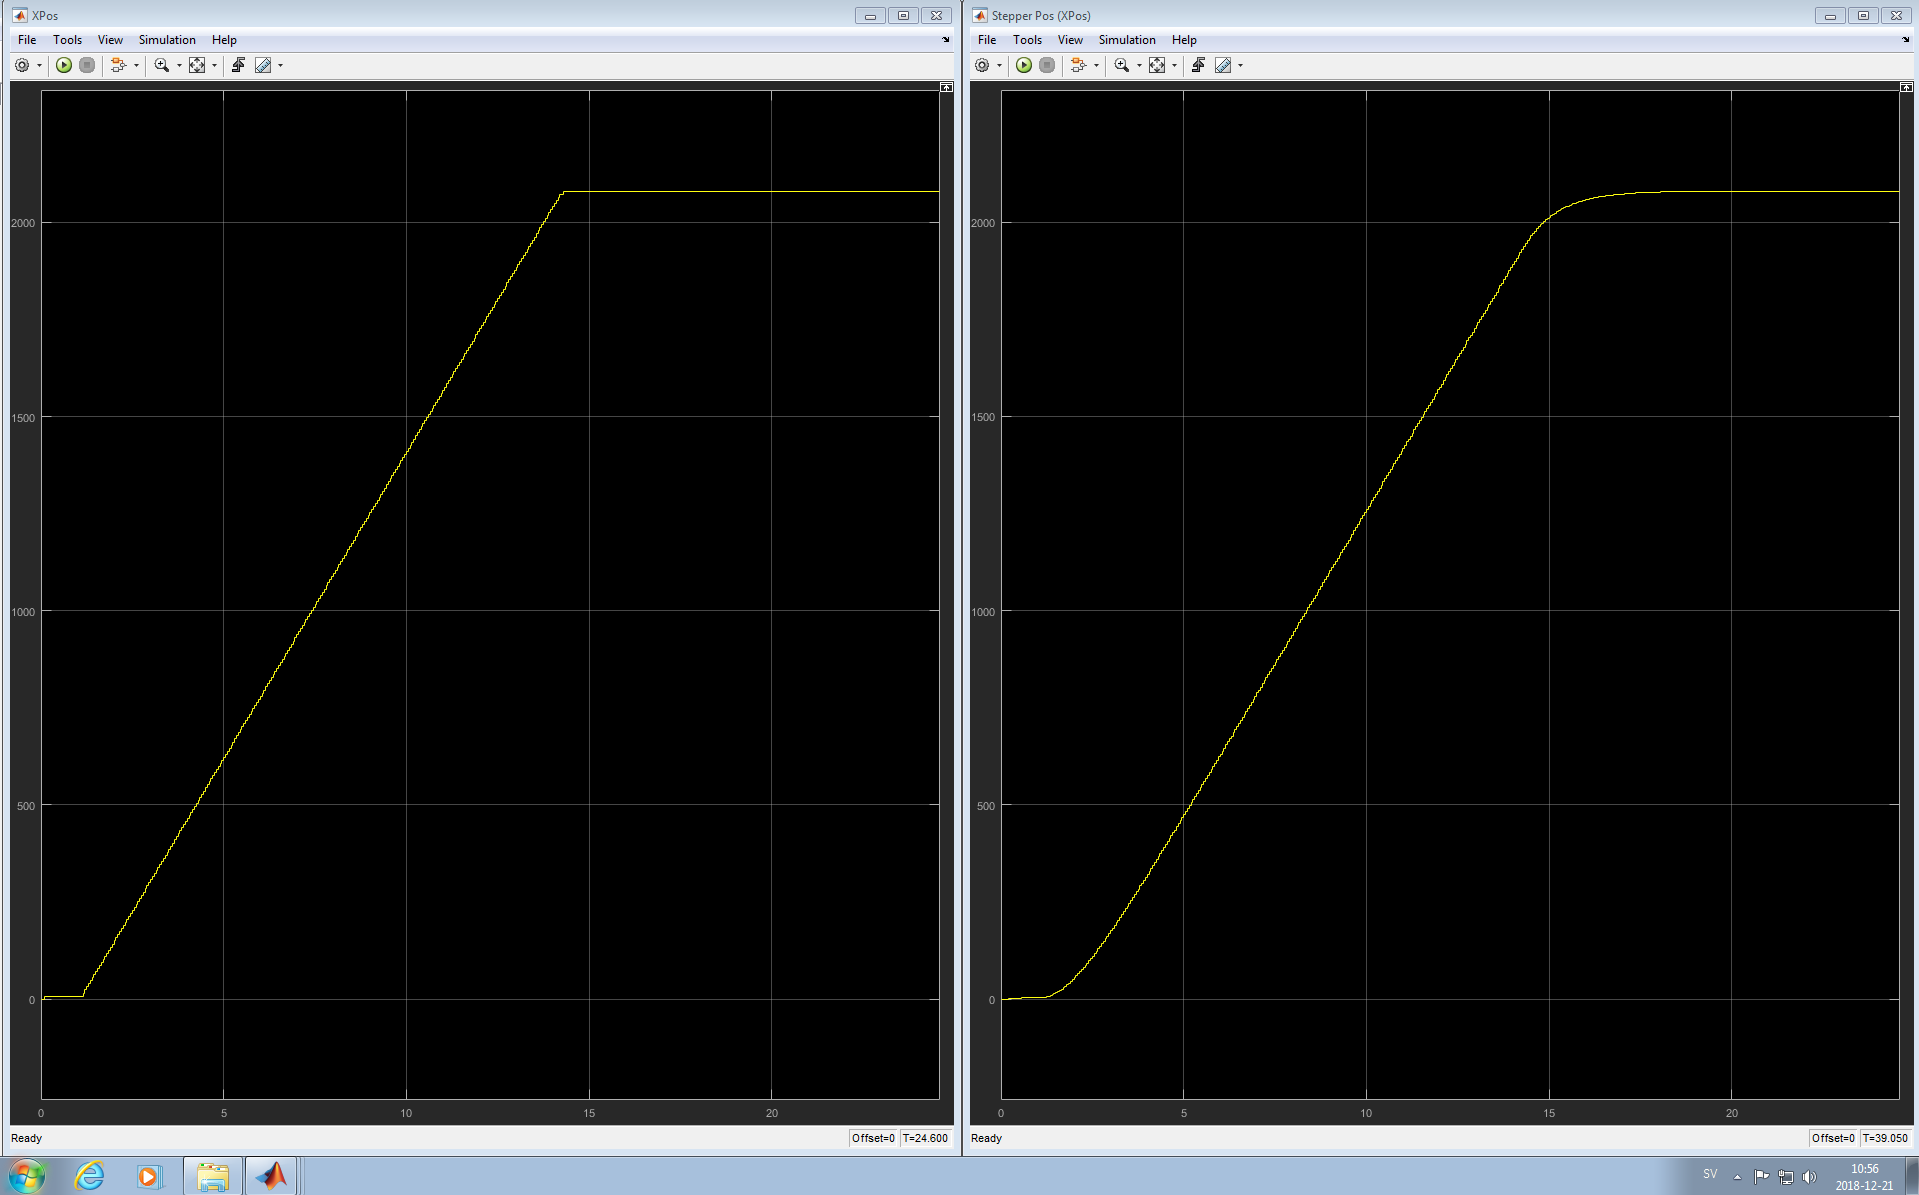 XPos
File Tools View Simulation Help
2000
1500
1000
500
0
0 5 10 15 20
Ready Offset=0 T=24.600
Stepper Pos (XPos)
File Tools View Simulation Help
2000
1500
1000
500
0
0 5 10 15 20
Ready Offset=0 T=39.050
SV 10:56
2018-12-21